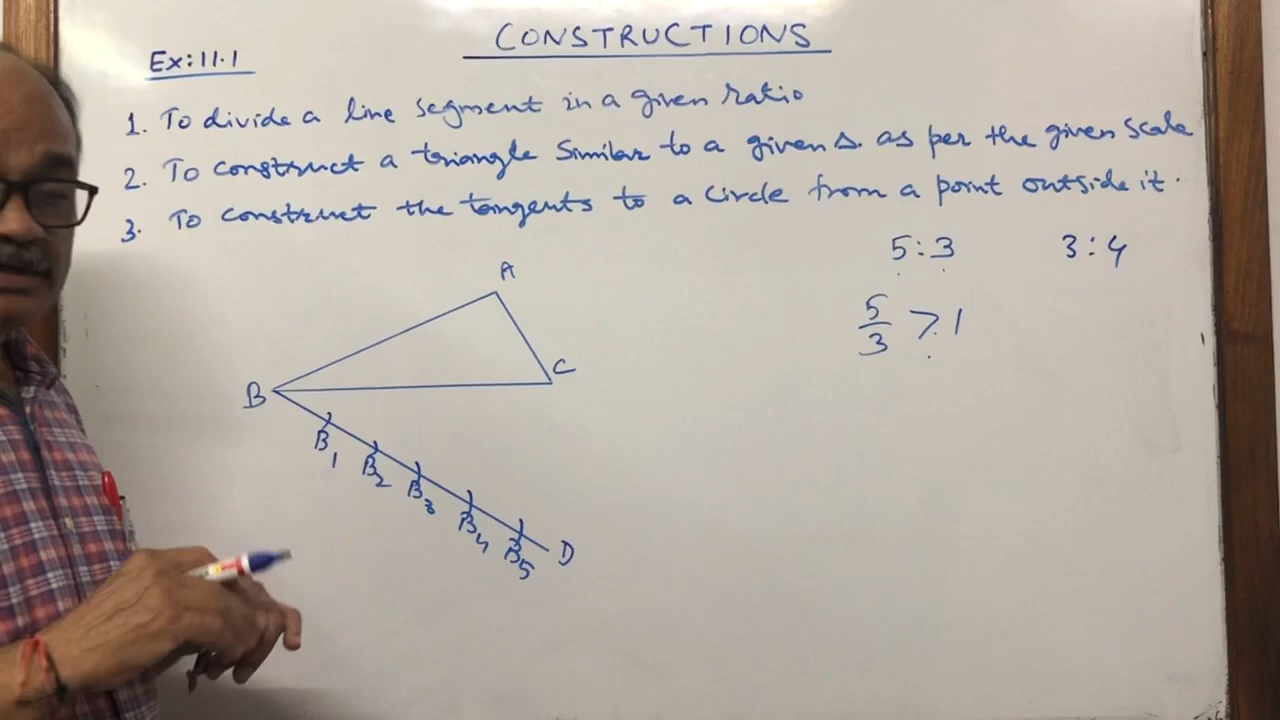 CONSTRUCTIONS
Ex:11.1
1. To divide a line segment in a given ratio
2. To construct a triangle similar to a given Δ. as per the given scale
3. To construct the tangents to a circle from a point outside it.
5:3 3:4
5/3 > 1
A
B
C
B1
B2
B3
B4
B5
D